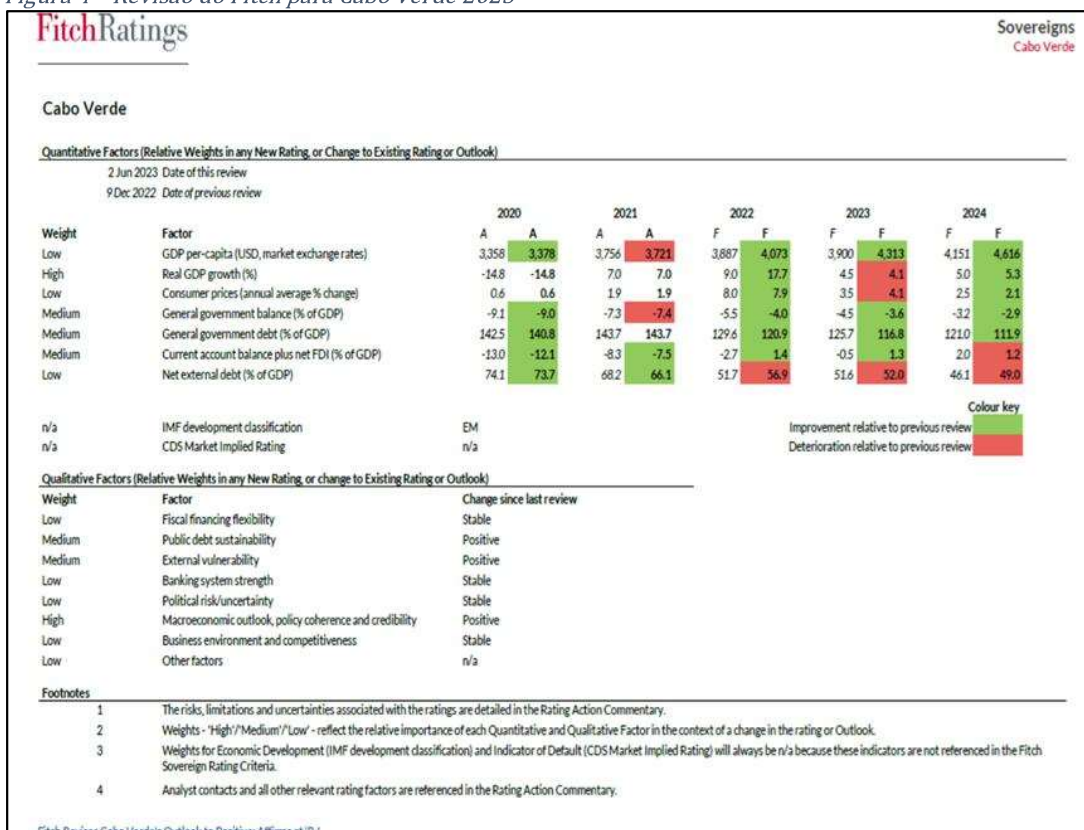 Figura 4 - Revisão do Fitch para Cabo Verde 2023
FitchRatings
Sovereigns
Cabo Verde
Cabo Verde
Quantitative Factors (Relative Weights in any New Rating, or Change to Existing Rating or Outlook)
2 Jun 2023 Date of this review
9 Dec 2022 Date of previous review
2020 2021 2022 2023 2024
Weight Factor A A A A F F F F F F
Low GDP per-capita (USD, market exchange rates) 3,358 3,378 3,756 3,721 3,887 4,073 3,900 4,313 4,151 4,616
High Real GDP growth (%) -14.8 -14.8 7.0 7.0 9.0 17.7 4.5 4.1 5.0 5.3
Low Consumer prices (annual average % change) 0.6 0.6 1.9 1.9 8.0 7.9 3.5 4.1 2.5 2.1
Medium General government balance (% of GDP) -9.1 -9.0 -7.3 -7.4 -5.5 -4.0 -4.5 -3.6 -3.2 -2.9
Medium General government debt (% of GDP) 142.5 140.8 143.7 143.7 129.6 120.9 125.7 116.8 121.0 111.9
Medium Current account balance plus net FDI (% of GDP) -13.0 -12.1 -8.3 -7.5 -2.7 1.4 -0.5 1.3 2.0 1.2
Low Net external debt (% of GDP) 74.1 73.7 68.2 66.1 51.7 56.9 51.6 52.0 46.1 49.0
Colour key
n/a IMF development classification EM Improvement relative to previous review
n/a CDS Market Implied Rating n/a Deterioration relative to previous review
Qualitative Factors (Relative Weights in any New Rating, or change to Existing Rating or Outlook)
Weight Factor Change since last review
Low Fiscal financing flexibility Stable
Medium Public debt sustainability Positive
Medium External vulnerability Positive
Low Banking system strength Stable
Low Political risk/uncertainty Stable
High Macroeconomic outlook, policy coherence and credibility Positive
Low Business environment and competitiveness Stable
Low Other factors n/a
Footnotes
1 The risks, limitations and uncertainties associated with the ratings are detailed in the Rating Action Commentary.
2 Weights - 'High'/'Medium'/'Low' - reflect the relative importance of each Quantitative and Qualitative Factor in the context of a change in the rating or Outlook.
3 Weights for Economic Development (IMF development classification) and Indicator of Default (CDS Market Implied Rating) will always be n/a because these indicators are not referenced in the Fitch
Sovereign Rating Criteria.
4 Analyst contacts and all other relevant rating factors are referenced in the Rating Action Commentary.